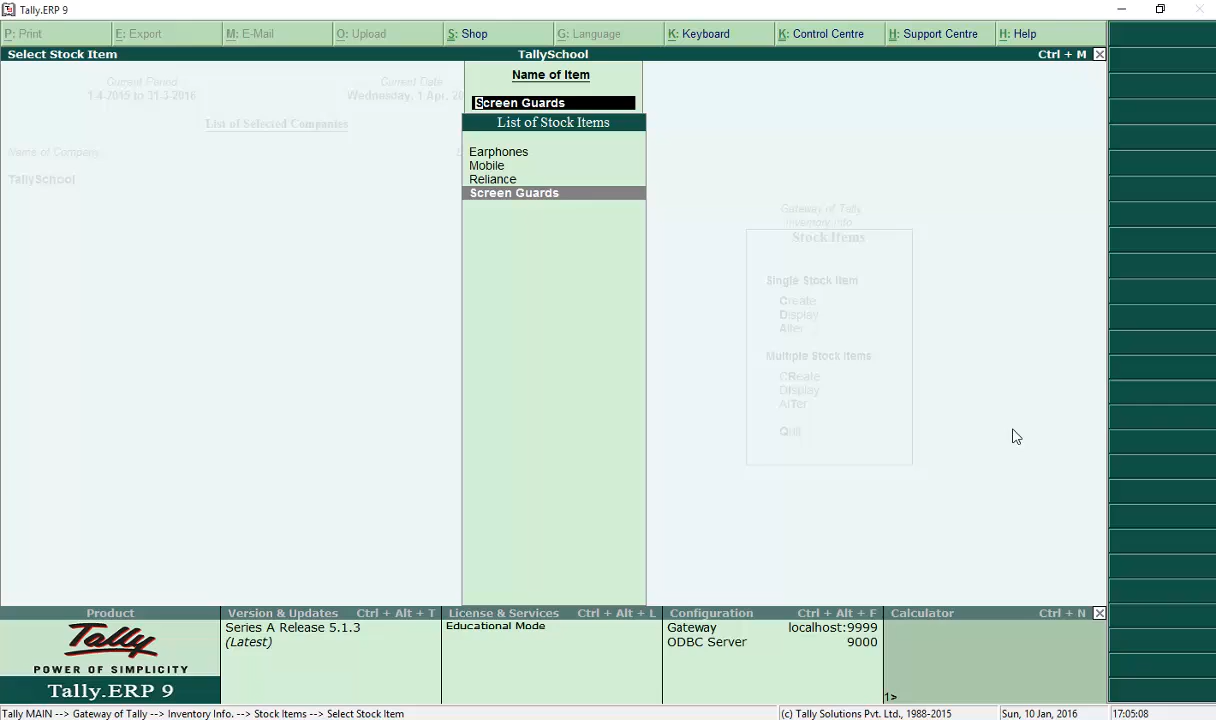 Tally.ERP 9
P: Print
E: Export
M: E-Mail
O: Upload
S: Shop
G: Language
K: Keyboard
K: Control Centre
H: Support Centre
H: Help
Select Stock Item
TallySchool
Ctrl + M
Current Period
1-4-2015 to 31-3-2016
Current Date
Wednesday, 1 Apr, 20
List of Selected Companies
Name of Company
TallySchool
Name of Item
Screen Guards
List of Stock Items
Earphones
Mobile
Reliance
Screen Guards
Gateway of Tally
Inventory Info.
Stock Items
Single Stock Item
Create
Display
Alter
Multiple Stock Items
CReate
DIsplay
AlTer
Quit
Product
Tally
POWER OF SIMPLICITY
Tally.ERP 9
Version & Updates Ctrl + Alt + T
Series A Release 5.1.3
(Latest)
License & Services Ctrl + Alt + L
Educational Mode
Configuration Ctrl + Alt + F
Gateway localhost:9999
ODBC Server 9000
Calculator Ctrl + N
1>
Tally MAIN --> Gateway of Tally --> Inventory Info. --> Stock Items --> Select Stock Item
(c) Tally Solutions Pvt. Ltd., 1988-2015
Sun, 10 Jan, 2016
17:05:08